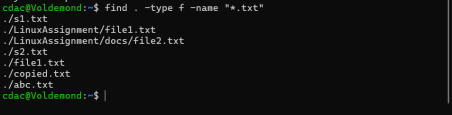 cdac@Voldemond:~$ find . -type f -name "*.txt"
./s1.txt
./LinuxAssignment/file1.txt
./LinuxAssignment/docs/file2.txt
./s2.txt
./file1.txt
./copied.txt
./abc.txt
cdac@Voldemond:~$